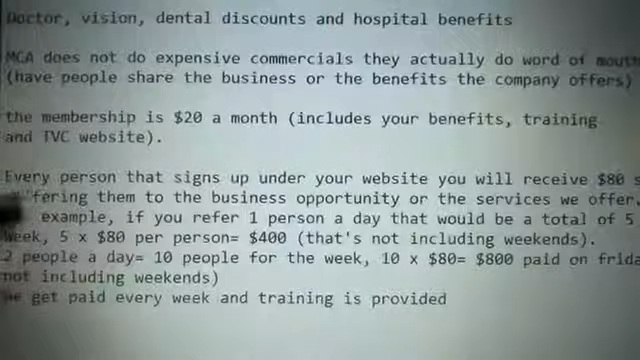 Doctor, vision, dental discounts and hospital benefits
MCA does not do expensive commercials they actually do word of mouth
(have people share the business or the benefits the company offers)
the membership is $20 a month (includes your benefits, training
and TVC website).
Every person that signs up under your website you will receive $80
fering them to the business opportunity or the services we offer.
example, if you refer 1 person a day that would be a total of 5
week, 5 x $80 per person= $400 (that's not including weekends).
2 people a day= 10 people for the week, 10 x $80= $800 paid on frida
not including weekends)
We get paid every week and training is provided